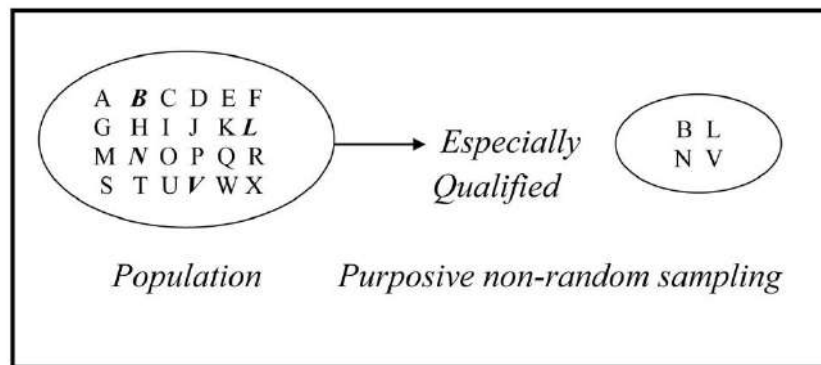 A B C D E F
G H I J K L
M N O P Q R
S T U V W X
Especially
Qualified
B L
N V
Population
Purposive non-random sampling